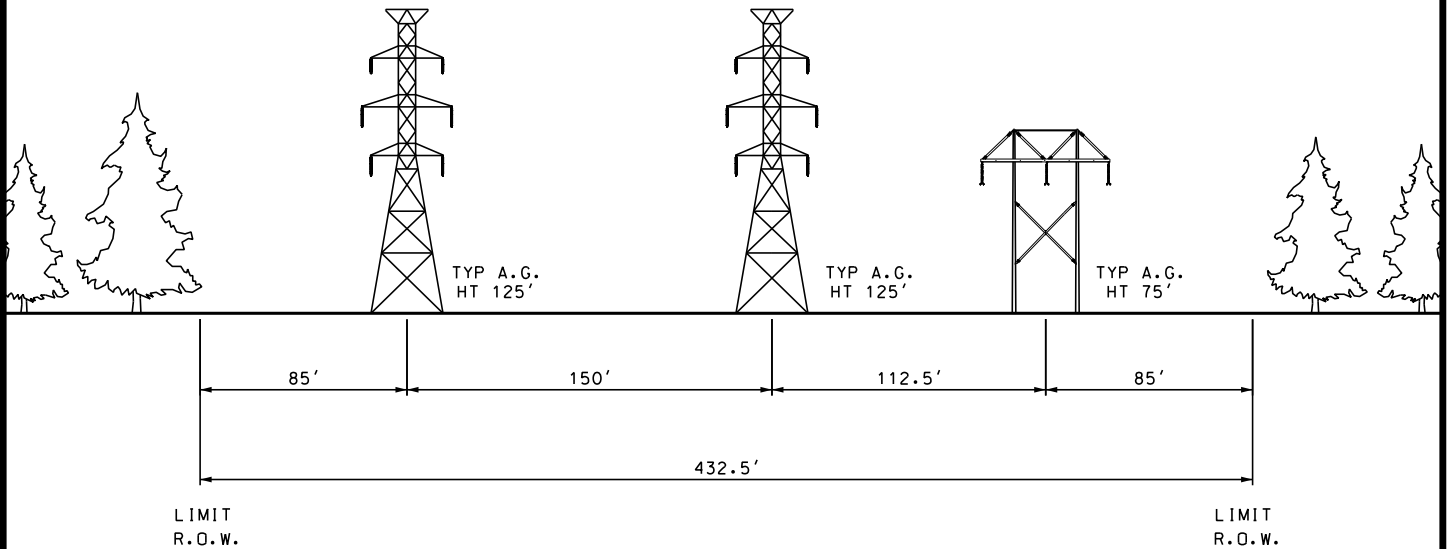 TYP A.G.
HT 125′
TYP A.G.
HT 125′
TYP A.G.
HT 75′
85′
150′
112.5′
85′
432.5′
LIMIT
R.O.W.
LIMIT
R.O.W.